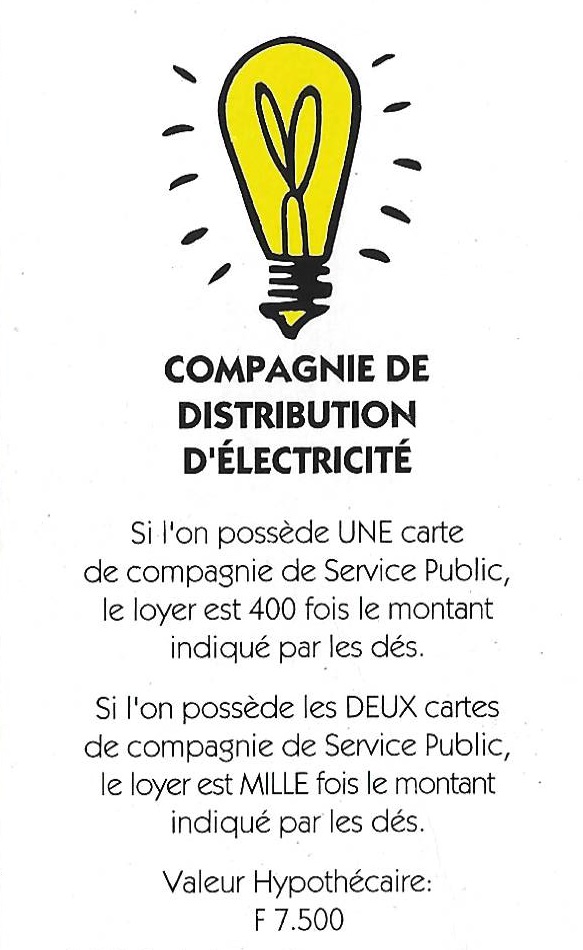 COMPAGNIE DE
DISTRIBUTION
D'ÉLECTRICITÉ
Si l'on possède UNE carte
de compagnie de Service Public,
le loyer est 400 fois le montant
indiqué par les dés.
Si l'on possède les DEUX cartes
de compagnie de Service Public,
le loyer est MILLE fois le montant
indiqué par les dés.
Valeur Hypothécaire:
F 7.500